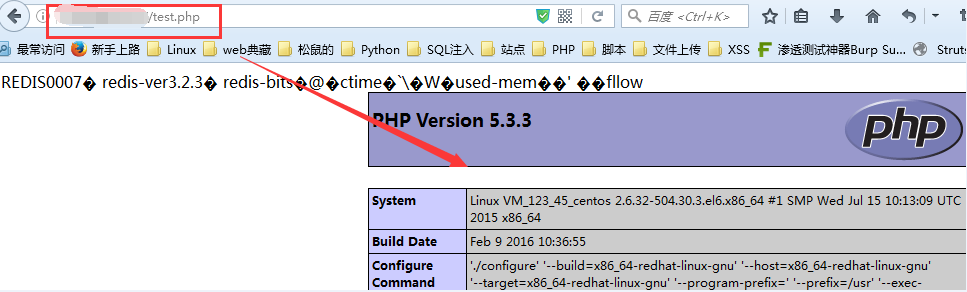 /test.php
百度 <Ctrl+K>
最常访问 新手上路 Linux web典藏 松鼠的 Python SQL注入 站点 PHP 脚本 文件上传 XSS 渗透测试神器Burp Su... Struts
REDIS0007� redis-ver3.2.3� redis-bits�@�ctime�`\�W�used-mem��' ��fllow
PHP Version 5.3.3
php
System Linux VM_123_45_centos 2.6.32-504.30.3.el6.x86_64 #1 SMP Wed Jul 15 10:13:09 UTC
2015 x86_64
Build Date Feb 9 2016 10:36:55
Configure './configure' '--build=x86_64-redhat-linux-gnu' '--host=x86_64-redhat-linux-gnu'
Command '--target=x86_64-redhat-linux-gnu' '--program-prefix=' '--prefix=/usr' '--exec-